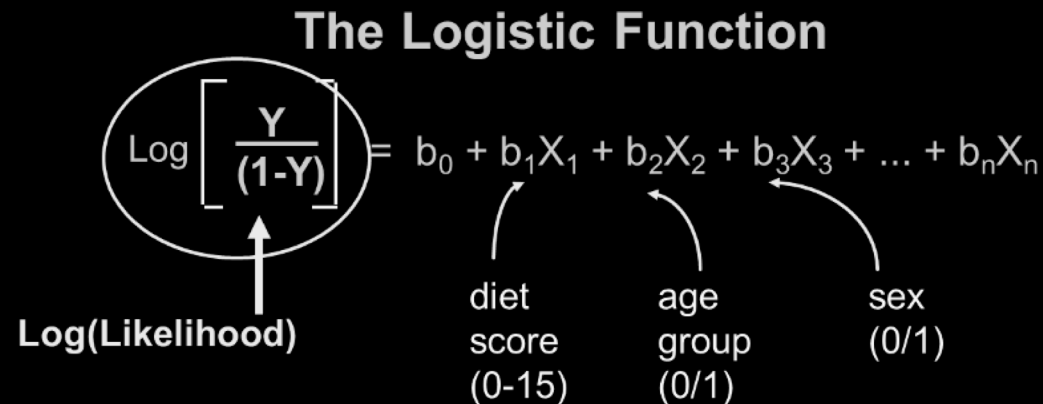 The Logistic Function
Log [ Y / (1-Y) ] = b₀ + b₁X₁ + b₂X₂ + b₃X₃ + ... + bₙXₙ
diet age sex
score group (0/1)
Log(Likelihood)
(0-15) (0/1)